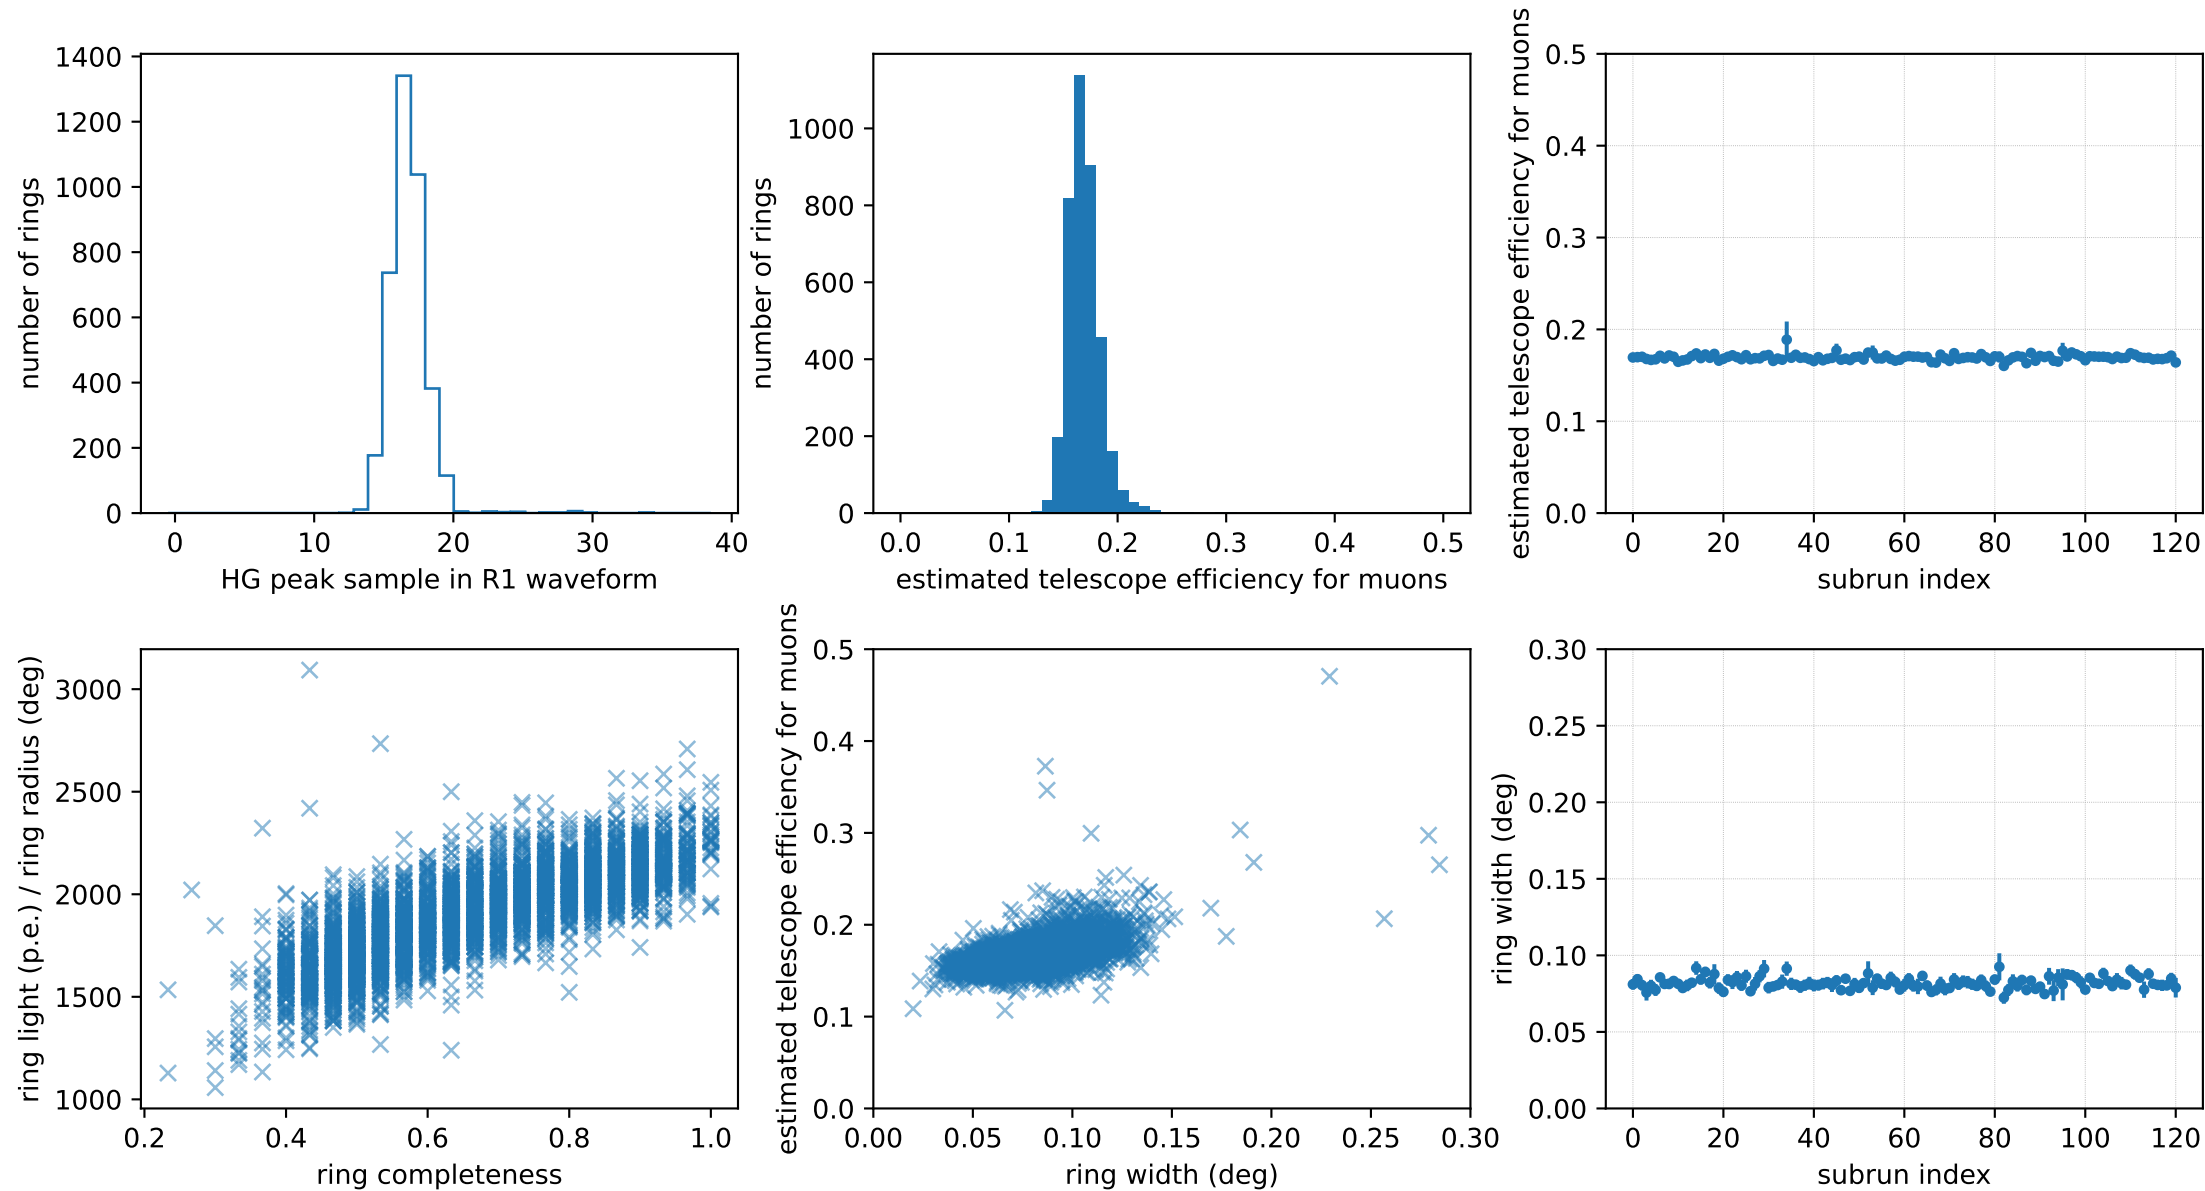 1400
1200
1000
800
600
400
200
0
number of rings
0 10 20 30 40
HG peak sample in R1 waveform
1000
800
600
400
200
0
number of rings
0.0 0.1 0.2 0.3 0.4 0.5
estimated telescope efficiency for muons
0.5
0.4
0.3
0.2
0.1
0.0
estimated telescope efficiency for muons
0 20 40 60 80 100 120
subrun index
3000
2500
2000
1500
1000
ring light (p.e.) / ring radius (deg)
0.2 0.4 0.6 0.8 1.0
ring completeness
0.5
0.4
0.3
0.2
0.1
0.0
estimated telescope efficiency for muons
0.00 0.05 0.10 0.15 0.20 0.25 0.30
ring width (deg)
0.30
0.25
0.20
0.15
0.10
0.05
0.00
ring width (deg)
0 20 40 60 80 100 120
subrun index